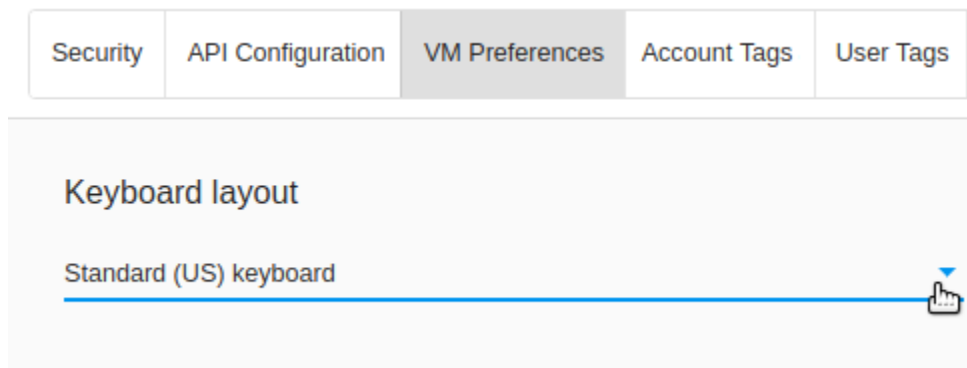 Security API Configuration VM Preferences Account Tags User Tags
Keyboard layout
Standard (US) keyboard